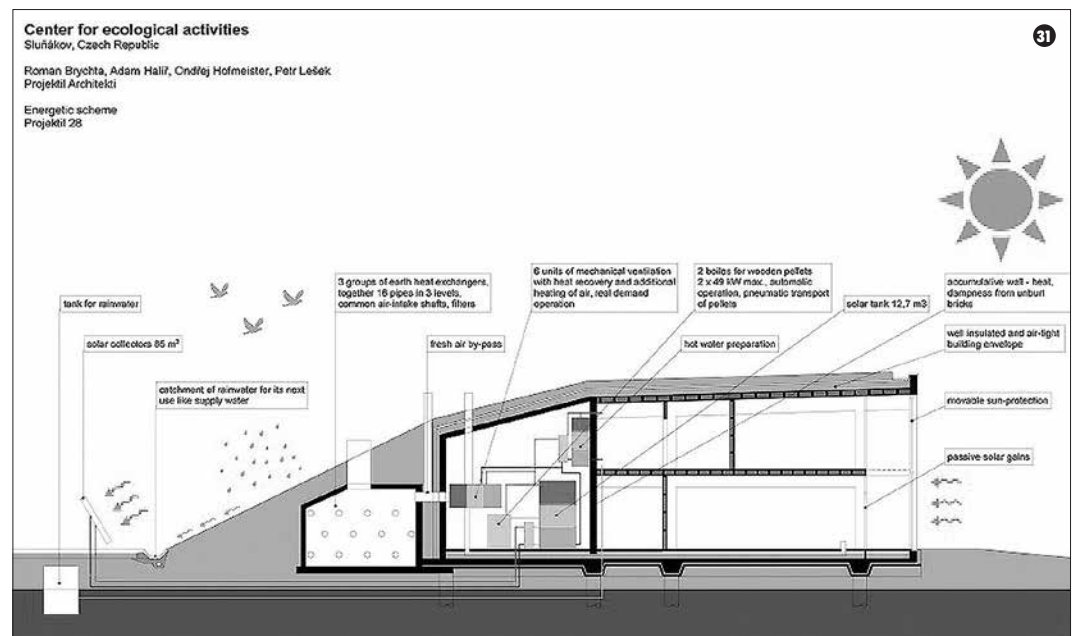 Center for ecological activities
Sluňákov, Czech Republic
31
Roman Brychta, Adam Halíř, Ondřej Hofmeister, Petr Lešek
Projektil Architekti
Energetic scheme
Projektil 28
tank for rainwater
solar collectors 85 m²
catchment of rainwater for its next
use like supply water
3 groups of earth heat exchangers,
together 16 pipes in 3 levels,
common air-intake shafts, filters
fresh air by-pass
6 units of mechanical ventilation
with heat recovery and additional
heating of air, real demand
operation
2 boiles for wooden pellets
2 x 49 kW max., automatic
operation, pneumatic transport
of pellets
hot water preparation
solar tank 12,7 m3
accumulative wall - heat,
dampness from unburt
bricks
well insulated and air-tight
building envelope
movable sun-protection
passive solar gains